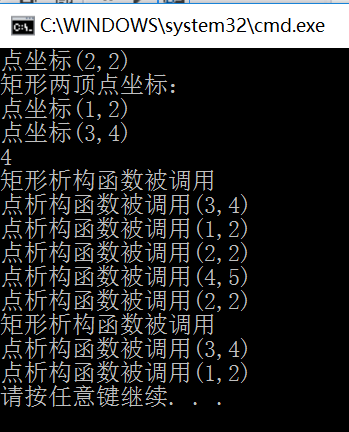 C:\WINDOWS\system32\cmd.exe
点坐标(2,2)
矩形两顶点坐标:
点坐标(1,2)
点坐标(3,4)
4
矩形析构函数被调用
点析构函数被调用(3,4)
点析构函数被调用(1,2)
点析构函数被调用(2,2)
点析构函数被调用(4,5)
点析构函数被调用(2,2)
矩形析构函数被调用
点析构函数被调用(3,4)
点析构函数被调用(1,2)
请按任意键继续. . .